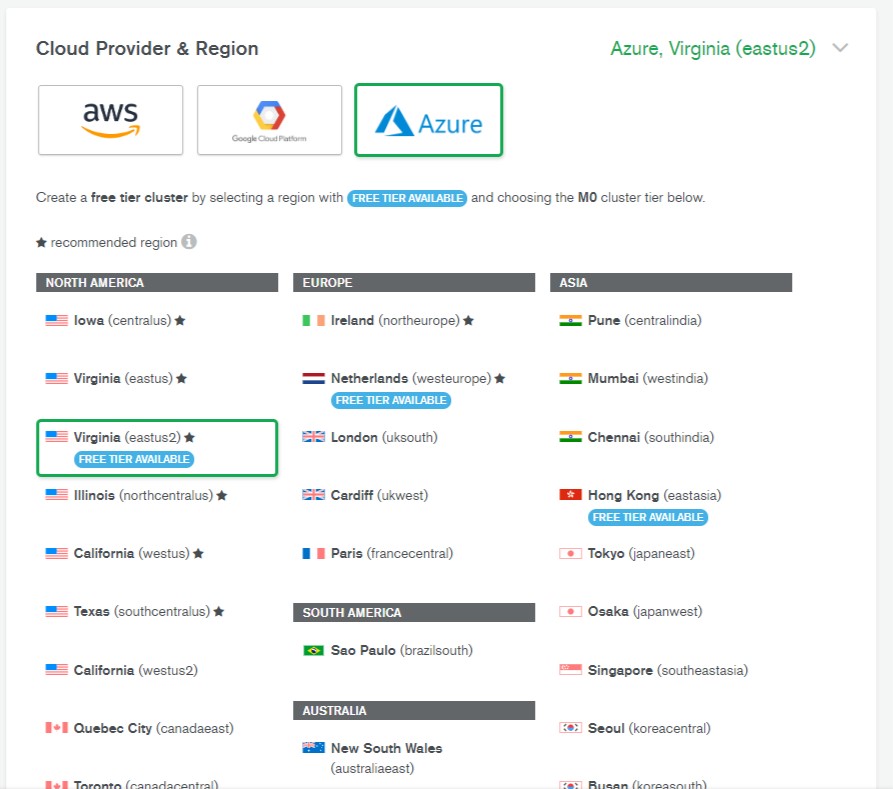 Cloud Provider & Region
Azure, Virginia (eastus2)
aws
Google Cloud Platform
Azure
Create a free tier cluster by selecting a region with FREE TIER AVAILABLE and choosing the M0 cluster tier below.
★ recommended region
NORTH AMERICA
Iowa (centralus) ★
Virginia (eastus) ★
Virginia (eastus2) ★
FREE TIER AVAILABLE
Illinois (northcentralus) ★
California (westus) ★
Texas (southcentralus) ★
California (westus2)
Quebec City (canadaeast)
Toronto (canadacentral)
EUROPE
Ireland (northeurope) ★
Netherlands (westeurope) ★
FREE TIER AVAILABLE
London (uksouth)
Cardiff (ukwest)
Paris (francecentral)
SOUTH AMERICA
Sao Paulo (brazilsouth)
AUSTRALIA
New South Wales
(australiaeast)
ASIA
Pune (centralindia)
Mumbai (westindia)
Chennai (southindia)
Hong Kong (eastasia)
FREE TIER AVAILABLE
Tokyo (japaneast)
Osaka (japanwest)
Singapore (southeastasia)
Seoul (koreacentral)
Busan (koreasouth)